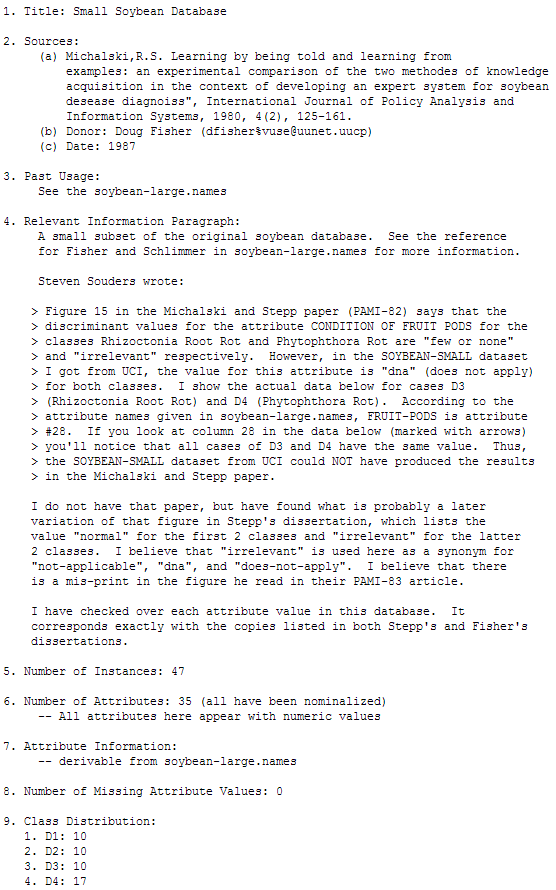 1. Title: Small Soybean Database
2. Sources:
(a) Michalski,R.S. Learning by being told and learning from
examples: an experimental comparison of the two methodes of knowledge
acquisition in the context of developing an expert system for soybean
desease diagnoiss", International Journal of Policy Analysis and
Information Systems, 1980, 4(2), 125-161.
(b) Donor: Doug Fisher (dfisher%vuse@uunet.uucp)
(c) Date: 1987
3. Past Usage:
See the soybean-large.names
4. Relevant Information Paragraph:
A small subset of the original soybean database.  See the reference
for Fisher and Schlimmer in soybean-large.names for more information.
Steven Souders wrote:
> Figure 15 in the Michalski and Stepp paper (PAMI-82) says that the
> discriminant values for the attribute CONDITION OF FRUIT PODS for the
> classes Rhizoctonia Root Rot and Phytophthora Rot are "few or none"
> and "irrelevant" respectively.  However, in the SOYBEAN-SMALL dataset
> I got from UCI, the value for this attribute is "dna" (does not apply)
> for both classes.  I show the actual data below for cases D3
> (Rhizoctonia Root Rot) and D4 (Phytophthora Rot).  According to the
> attribute names given in soybean-large.names, FRUIT-PODS is attribute
> #28.  If you look at column 28 in the data below (marked with arrows)
> you'll notice that all cases of D3 and D4 have the same value.  Thus,
> the SOYBEAN-SMALL dataset from UCI could NOT have produced the results
> in the Michalski and Stepp paper.
I do not have that paper, but have found what is probably a later
variation of that figure in Stepp's dissertation, which lists the
value "normal" for the first 2 classes and "irrelevant" for the latter
2 classes.  I believe that "irrelevant" is used here as a synonym for
"not-applicable", "dna", and "does-not-apply".  I believe that there
is a mis-print in the figure he read in their PAMI-83 article.
I have checked over each attribute value in this database.  It
corresponds exactly with the copies listed in both Stepp's and Fisher's
dissertations.
5. Number of Instances: 47
6. Number of Attributes: 35 (all have been nominalized)
-- All attributes here appear with numeric values
7. Attribute Information:
-- derivable from soybean-large.names
8. Number of Missing Attribute Values: 0
9. Class Distribution:
1. D1: 10
2. D2: 10
3. D3: 10
4. D4: 17